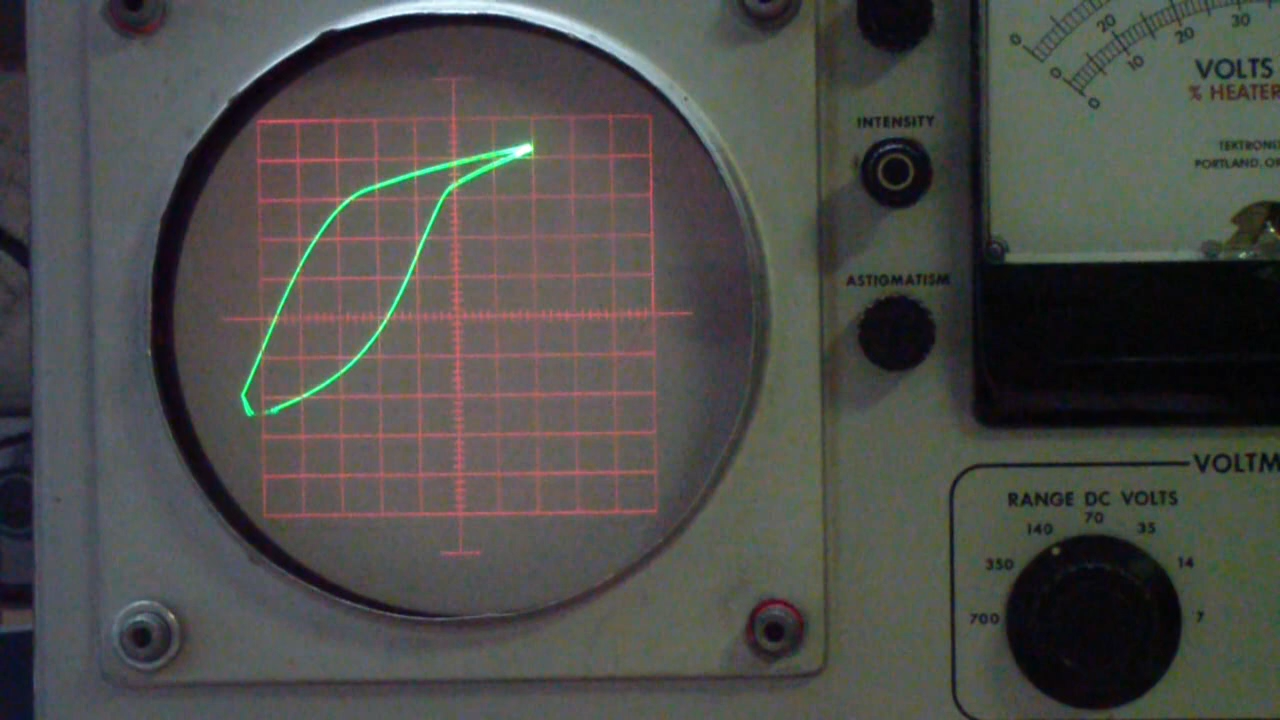 0
20
30
0
10
20
0
VOLTS
% HEATER
INTENSITY
TEKTRONI
PORTLAND, OR
ASTIGMATISM
VOLTM
RANGE DC VOLTS
140
70
35
350
14
700
7